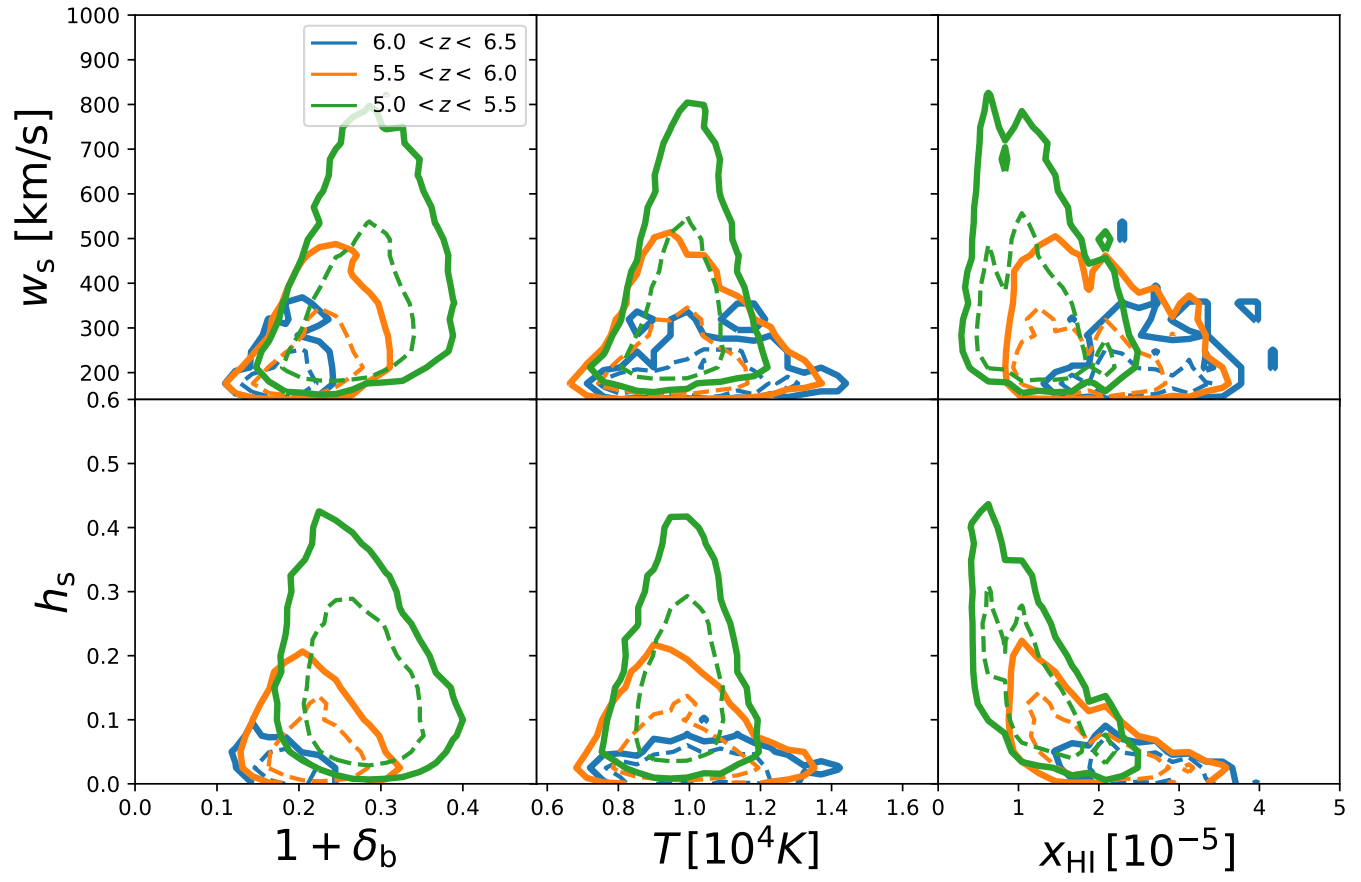 1000
900
800
700
600
500
400
300
200
w_s [km/s]
6.0 < z < 6.5
5.5 < z < 6.0
5.0 < z < 5.5
0.6
0.5
0.4
0.3
0.2
0.1
0.0
h_s
0.0 0.1 0.2 0.3 0.4
0.6 0.8 1.0 1.2 1.4 1.6
0 1 2 3 4 5
1 + δ_b
T [10^4 K]
x_HI [10^−5]